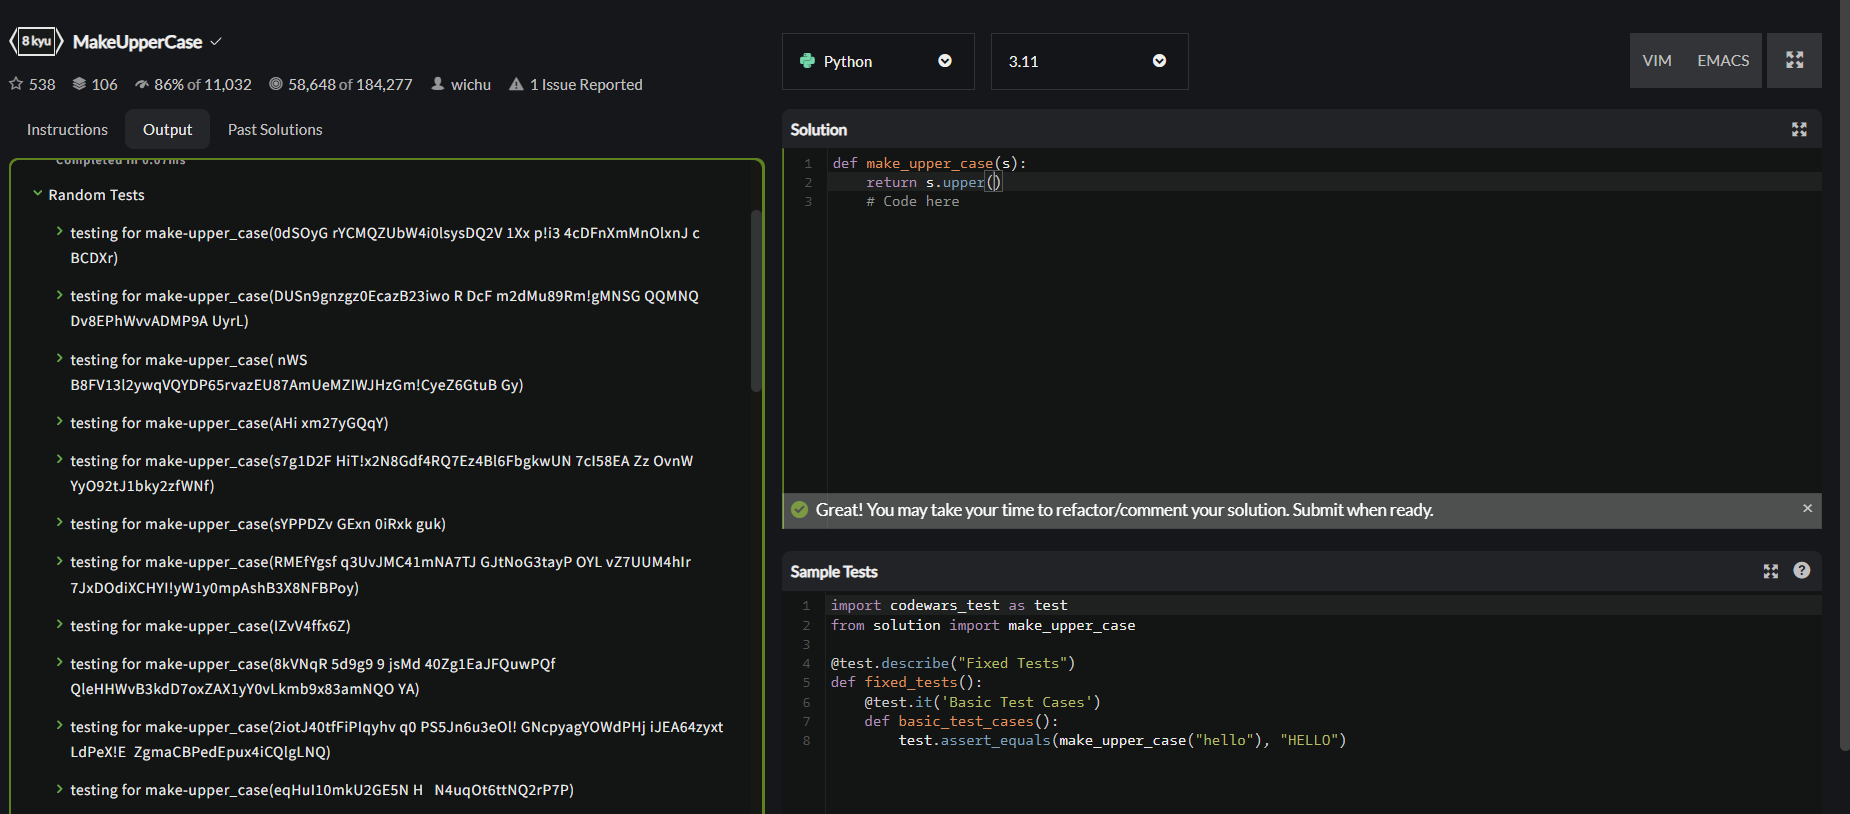 8 kyu MakeUpperCase
538 106 86% of 11,032 58,648 of 184,277 wichu 1 Issue Reported
Instructions Output Past Solutions
Completed in 0.07ms
Random Tests
testing for make-upper_case(0dSOyG rYCMQZUbW4i0lsysDQ2V 1Xx p!i3 4cDFnXmMnOlxnJ c
BCDXr)
testing for make-upper_case(DUSn9gnzgz0EcazB23iwo R DcF m2dMu89Rm!gMNSG QQMNQ
Dv8EPhWvvADMP9A UyrL)
testing for make-upper_case( nWS
B8FV13l2ywqVQYDP65rvazEU87AmUeMZIWJHzGm!CyeZ6GtuB Gy)
testing for make-upper_case(AHi xm27yGQqY)
testing for make-upper_case(s7g1D2F HiT!x2N8Gdf4RQ7Ez4Bl6FbgkwUN 7cI58EA Zz OvnW
YyO92tJ1bky2zfWNf)
testing for make-upper_case(sYPPDZv GExn 0iRxk guk)
testing for make-upper_case(RMEfYgsf q3UvJMC41mNA7TJ GJtNoG3tayP OYL vZ7UUM4hIr
7JxDOdiXCHYI!yW1y0mpAshB3X8NFBPoy)
testing for make-upper_case(IZvV4ffx6Z)
testing for make-upper_case(8kVNqR 5d9g9 9 jsMd 40Zg1EaJFQuwPQf
QleHHWvB3kdD7oxZAX1yY0vLkmb9x83amNQO YA)
testing for make-upper_case(2iotJ40tfFiPIqyhv q0 PS5Jn6u3eOl! GNcpyagYOWdPHj iJEA64zyxt
LdPeX!E  ZgmaCBPedEpux4iCQlgLNQ)
testing for make-upper_case(eqHuI10mkU2GE5N H   N4uqOt6ttNQ2rP7P)
Python 3.11 VIM EMACS
Solution
1 def make_upper_case(s):
2     return s.upper()
3     # Code here
Great! You may take your time to refactor/comment your solution. Submit when ready. ×
Sample Tests ?
1 import codewars_test as test
2 from solution import make_upper_case
3
4 @test.describe("Fixed Tests")
5 def fixed_tests():
6     @test.it('Basic Test Cases')
7     def basic_test_cases():
8         test.assert_equals(make_upper_case("hello"), "HELLO")